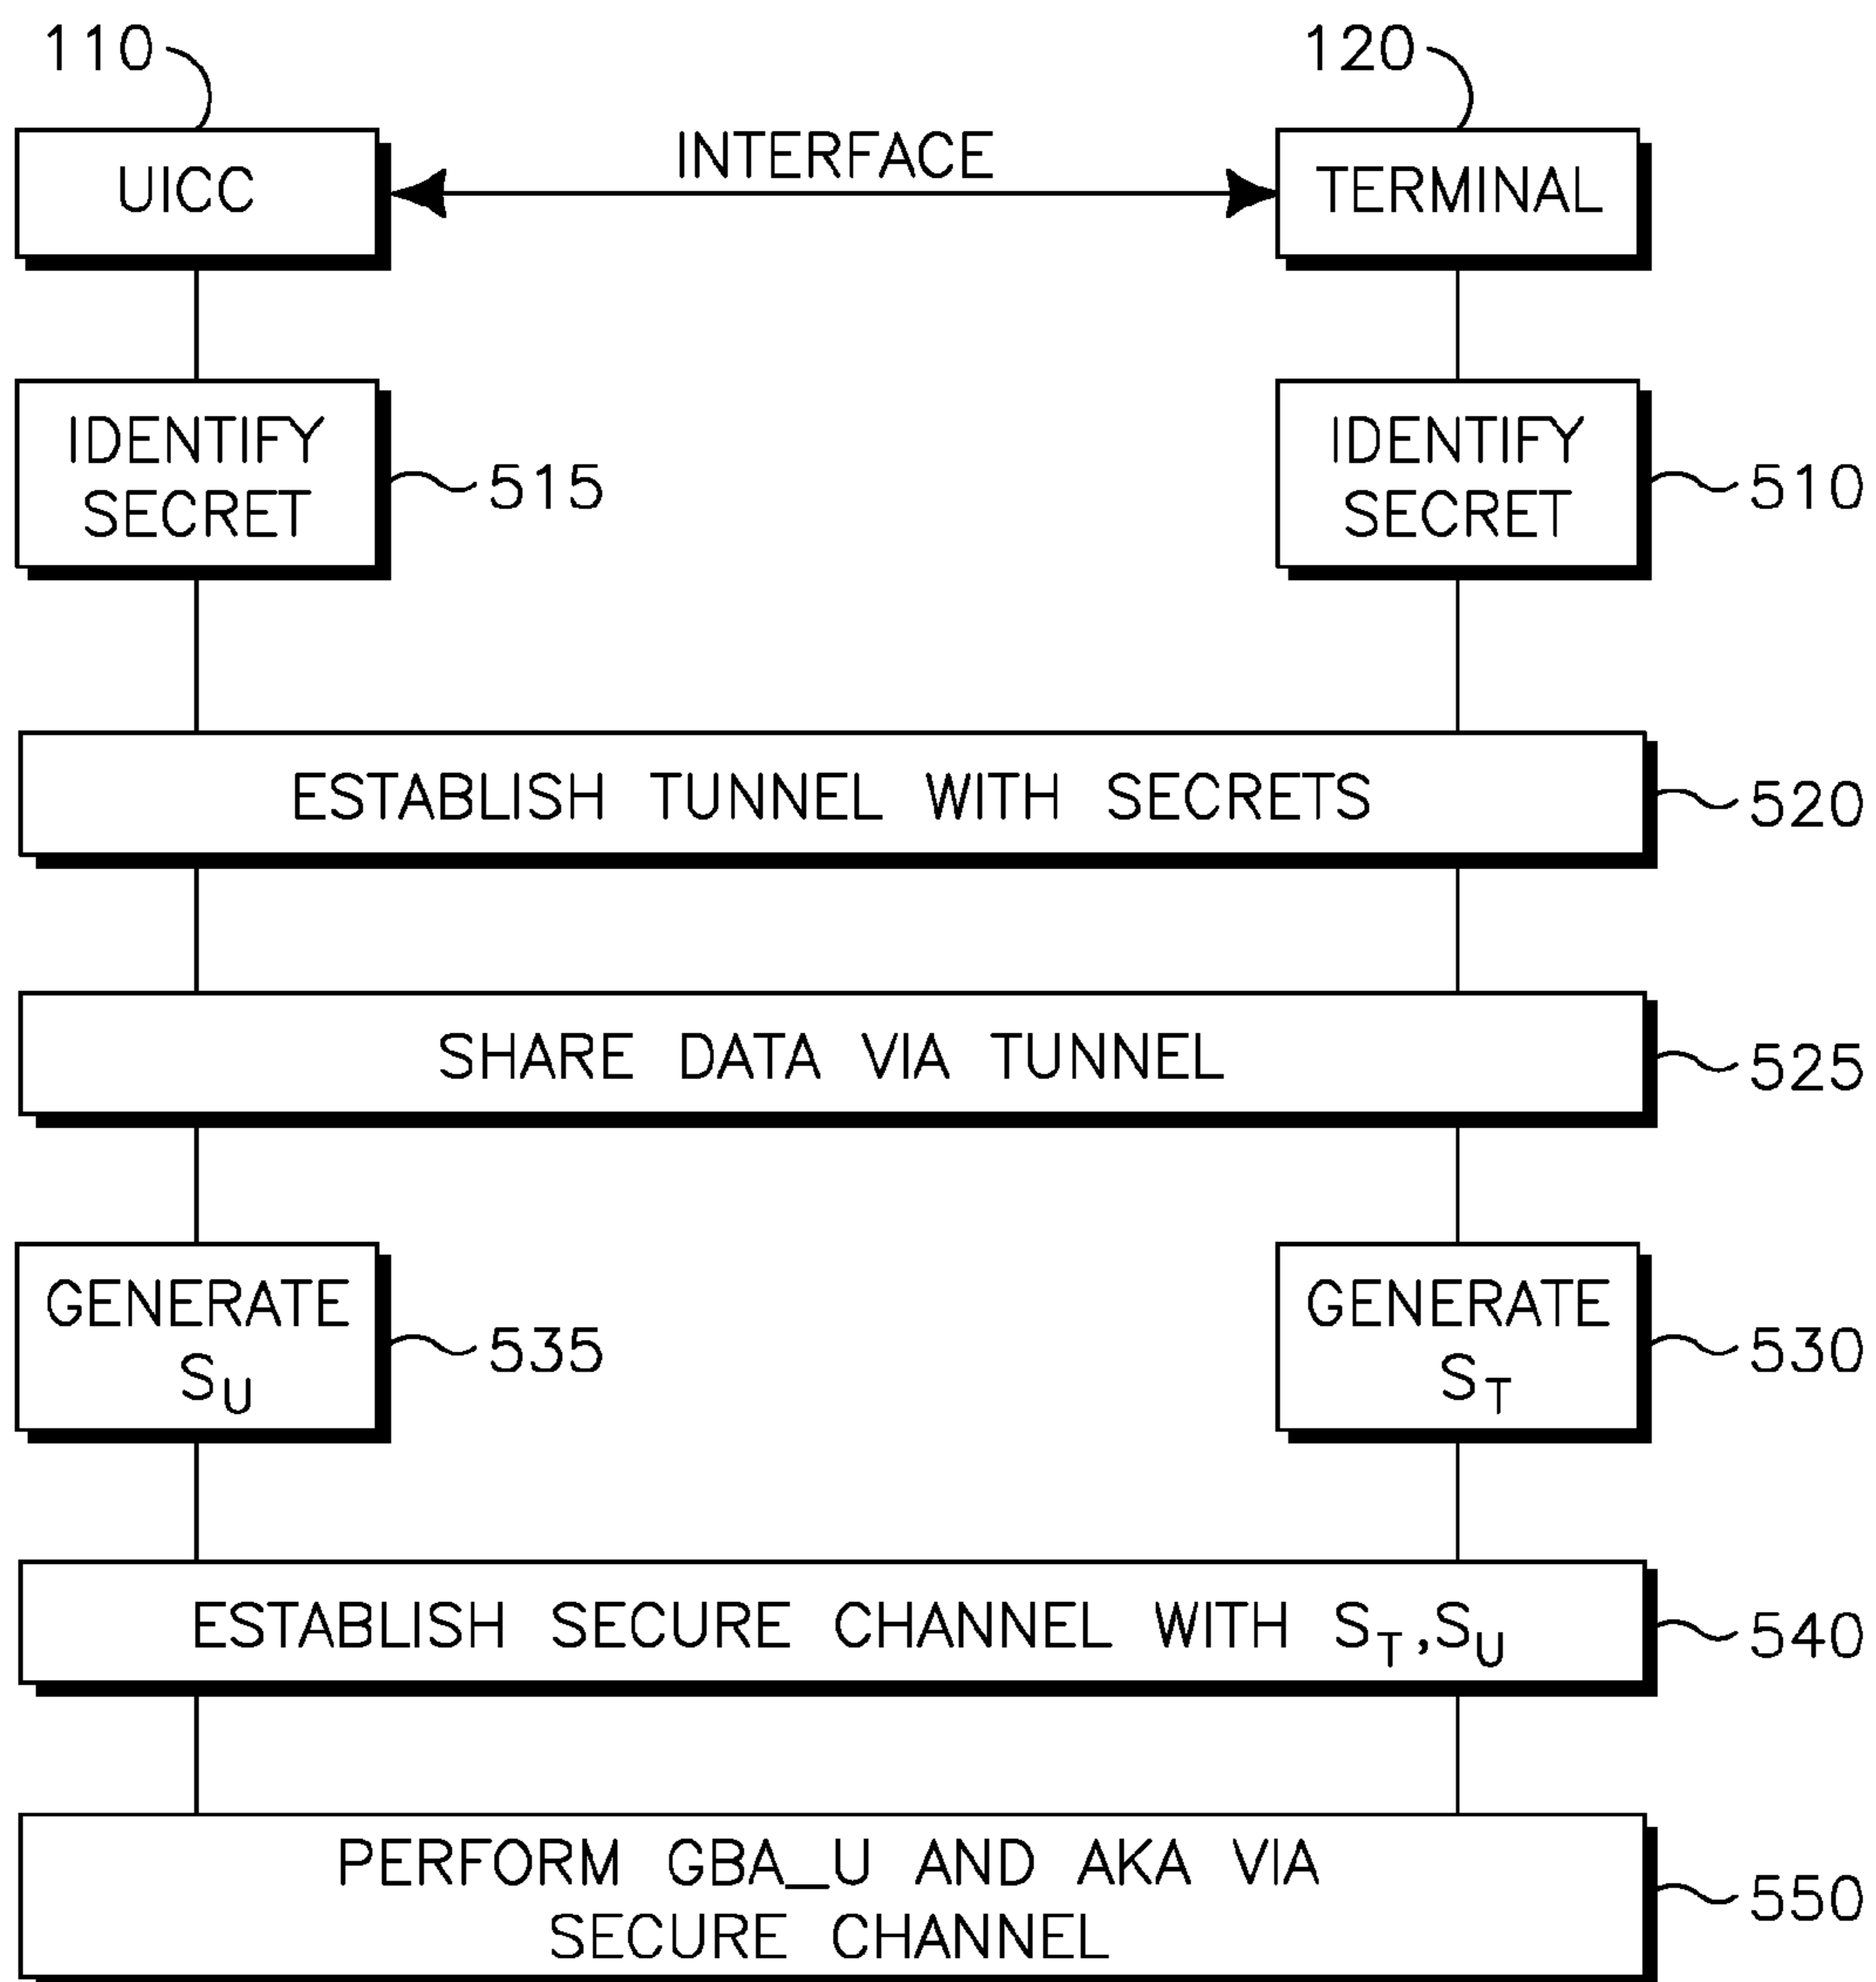 110
120
INTERFACE
UICC
TERMINAL
IDENTIFY
SECRET
515
IDENTIFY
SECRET
510
ESTABLISH TUNNEL WITH SECRETS
520
SHARE DATA VIA TUNNEL
525
GENERATE
SU
535
GENERATE
ST
530
ESTABLISH SECURE CHANNEL WITH ST,SU
540
PERFORM GBA_U AND AKA VIA
SECURE CHANNEL
550